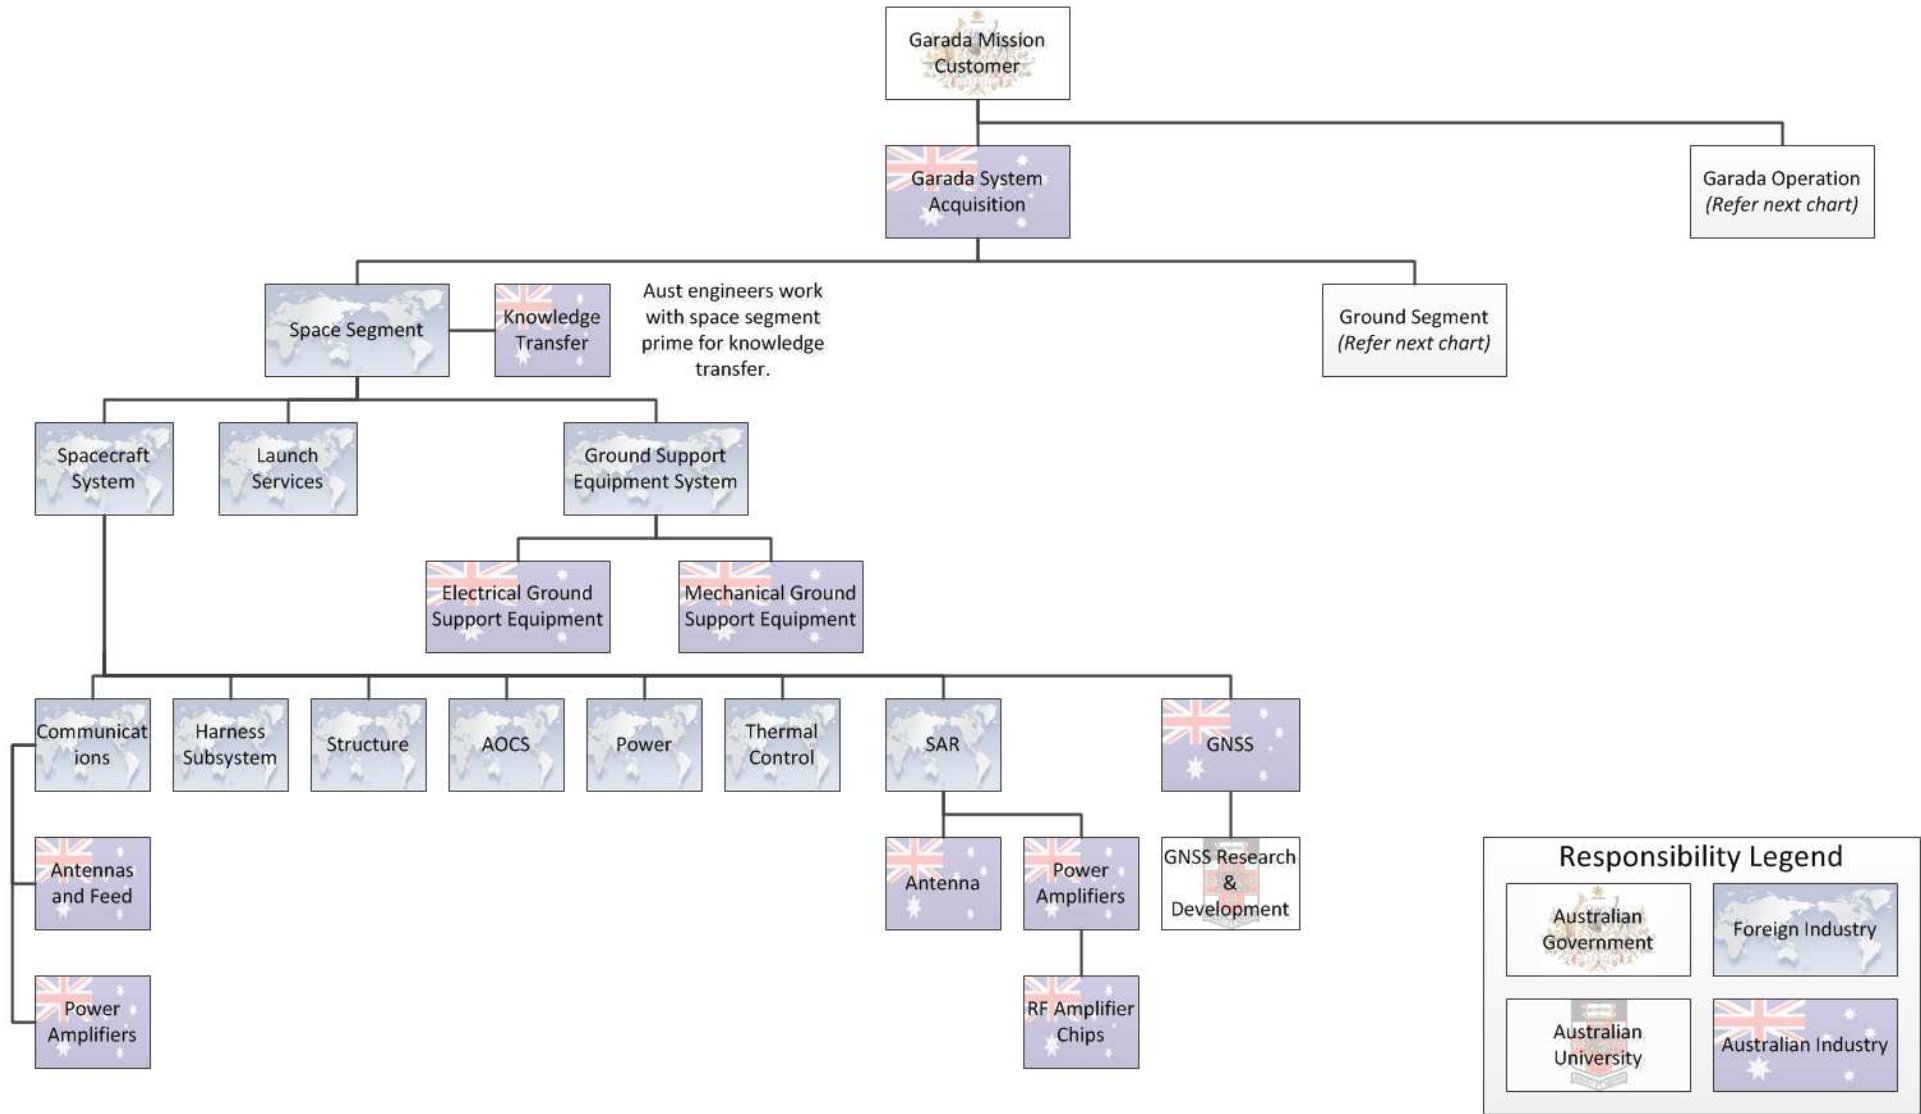 Garada Mission
Customer
Garada System
Acquisition
Garada Operation
(Refer next chart)
Space Segment
Knowledge
Transfer
Aust engineers work
with space segment
prime for knowledge
transfer.
Ground Segment
(Refer next chart)
Spacecraft
System
Launch
Services
Ground Support
Equipment System
Electrical Ground
Support Equipment
Mechanical Ground
Support Equipment
Communicat
ions
Harness
Subsystem
Structure
AOCS
Power
Thermal
Control
SAR
GNSS
Antennas
and Feed
Antenna
Power
Amplifiers
GNSS Research
&
Development
Power
Amplifiers
RF Amplifier
Chips
Responsibility Legend
Australian
Government
Foreign Industry
Australian
University
Australian Industry